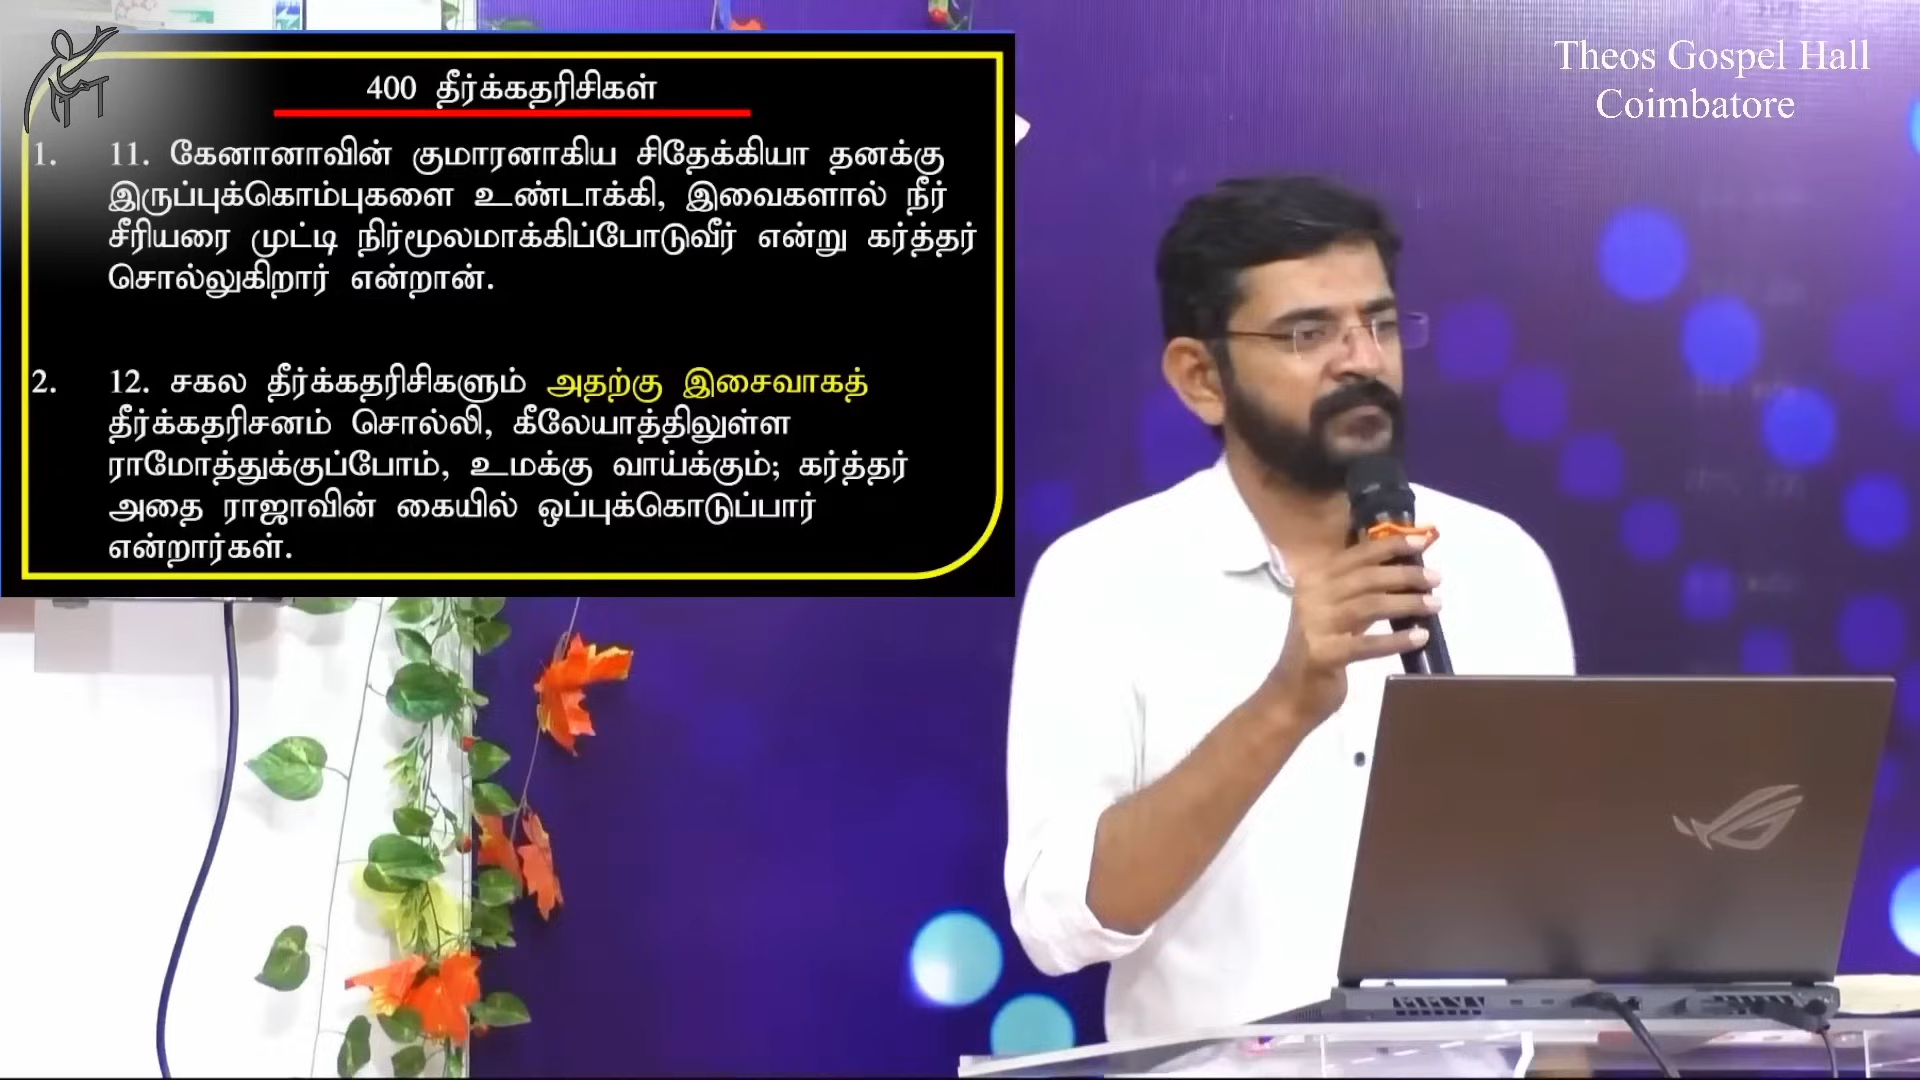 400 தீர்க்கதரிசிகள்
1. 11. கேனானாவின் குமாரனாகிய சிதேக்கியா தனக்கு
இருப்புக்கொம்புகளை உண்டாக்கி, இவைகளால் நீர்
சீரியரை முட்டி நிர்மூலமாக்கிப்போடுவீர் என்று கர்த்தர்
சொல்லுகிறார் என்றான்.
2. 12. சகல தீர்க்கதரிசிகளும் அதற்கு இசைவாகத்
தீர்க்கதரிசனம் சொல்லி, கீலேயாத்திலுள்ள
ராமோத்துக்குப்போம், உமக்கு வாய்க்கும்; கர்த்தர்
அதை ராஜாவின் கையில் ஒப்புக்கொடுப்பார்
என்றார்கள்.
Theos Gospel Hall
Coimbatore